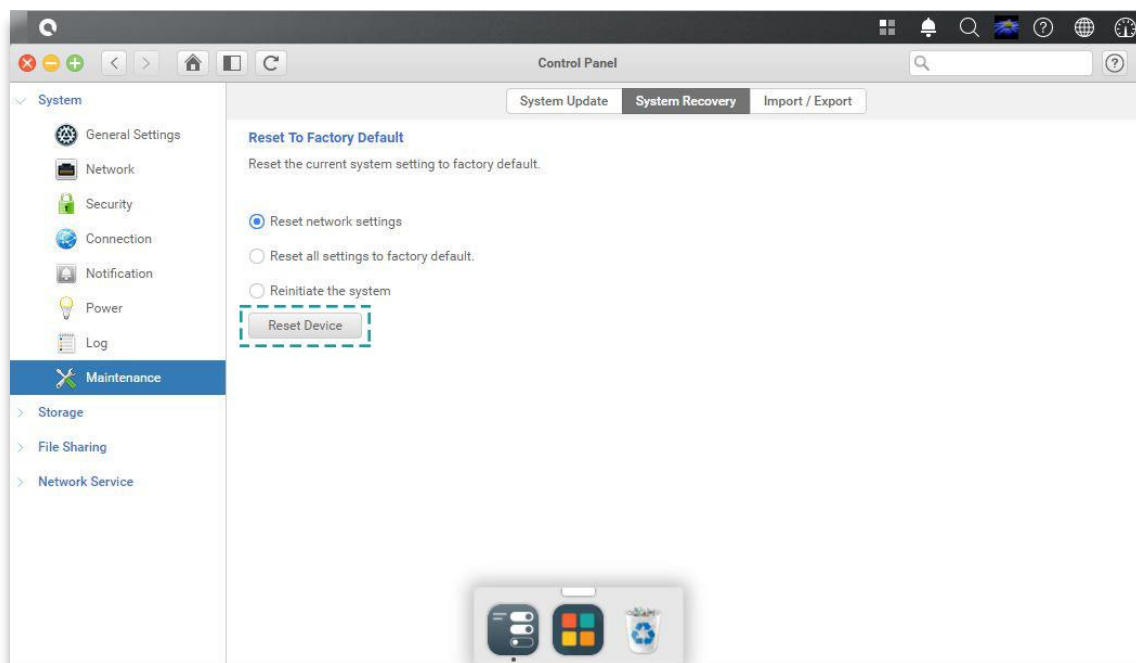 Control Panel
System
General Settings
Network
Security
Connection
Notification
Power
Log
Maintenance
Storage
File Sharing
Network Service
System Update
System Recovery
Import / Export
Reset To Factory Default
Reset the current system setting to factory default.
Reset network settings
Reset all settings to factory default.
Reinitiate the system
Reset Device